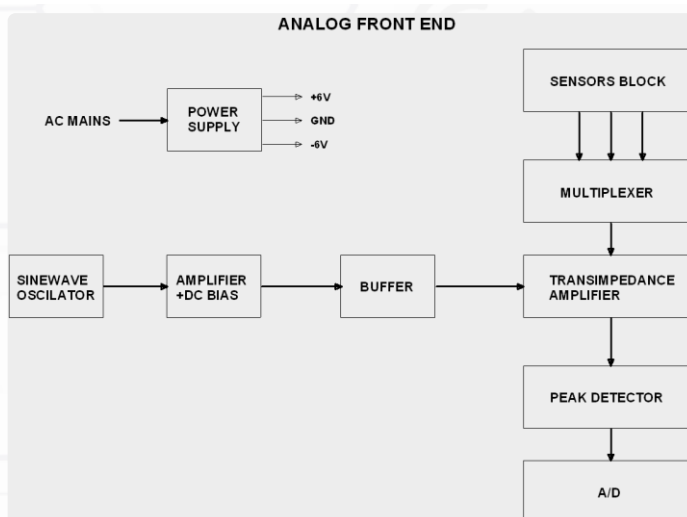 ANALOG FRONT END
SENSORS BLOCK
AC MAINS
POWER
SUPPLY
+6V
GND
-6V
MULTIPLEXER
SINEWAVE
OSCILATOR
AMPLIFIER
+DC BIAS
BUFFER
TRANSIMPEDANCE
AMPLIFIER
PEAK DETECTOR
A/D